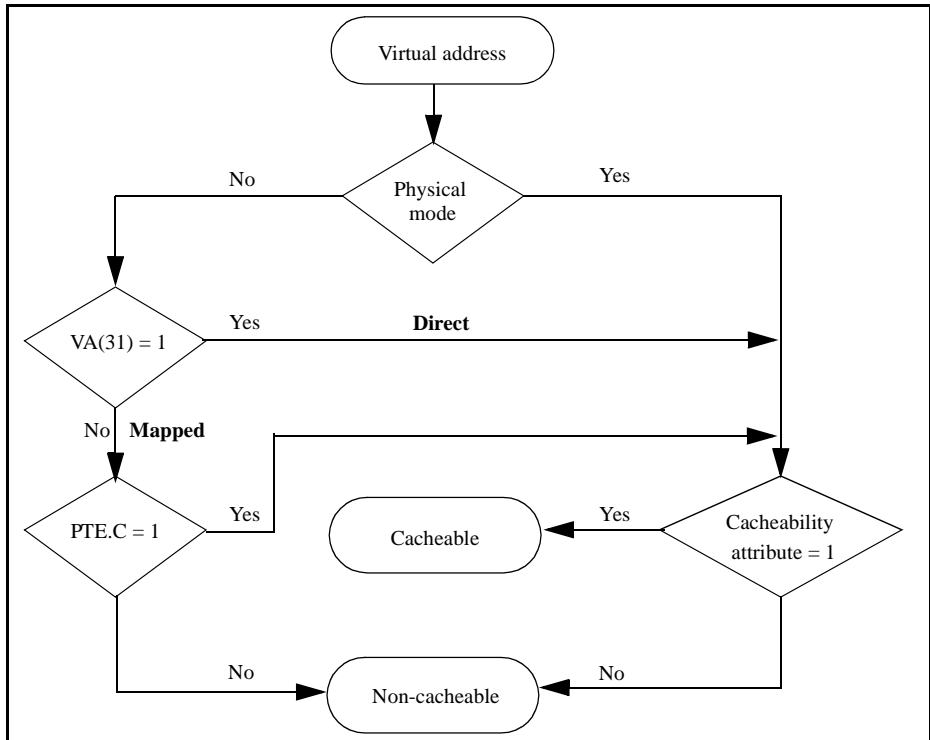 Virtual address
No
Yes
Physical
mode
VA(31) = 1
Yes
Direct
No
Mapped
PTE.C = 1
Yes
Cacheable
Yes
Cacheability
attribute = 1
No
Non-cacheable
No